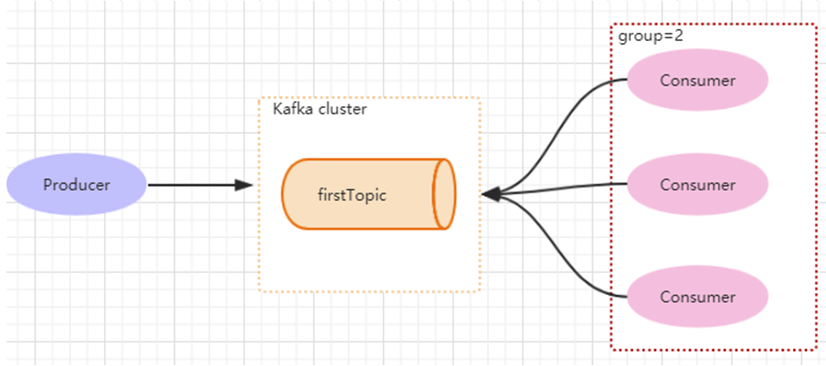 group=2
Consumer
Kafka cluster
Producer
firstTopic
Consumer
Consumer